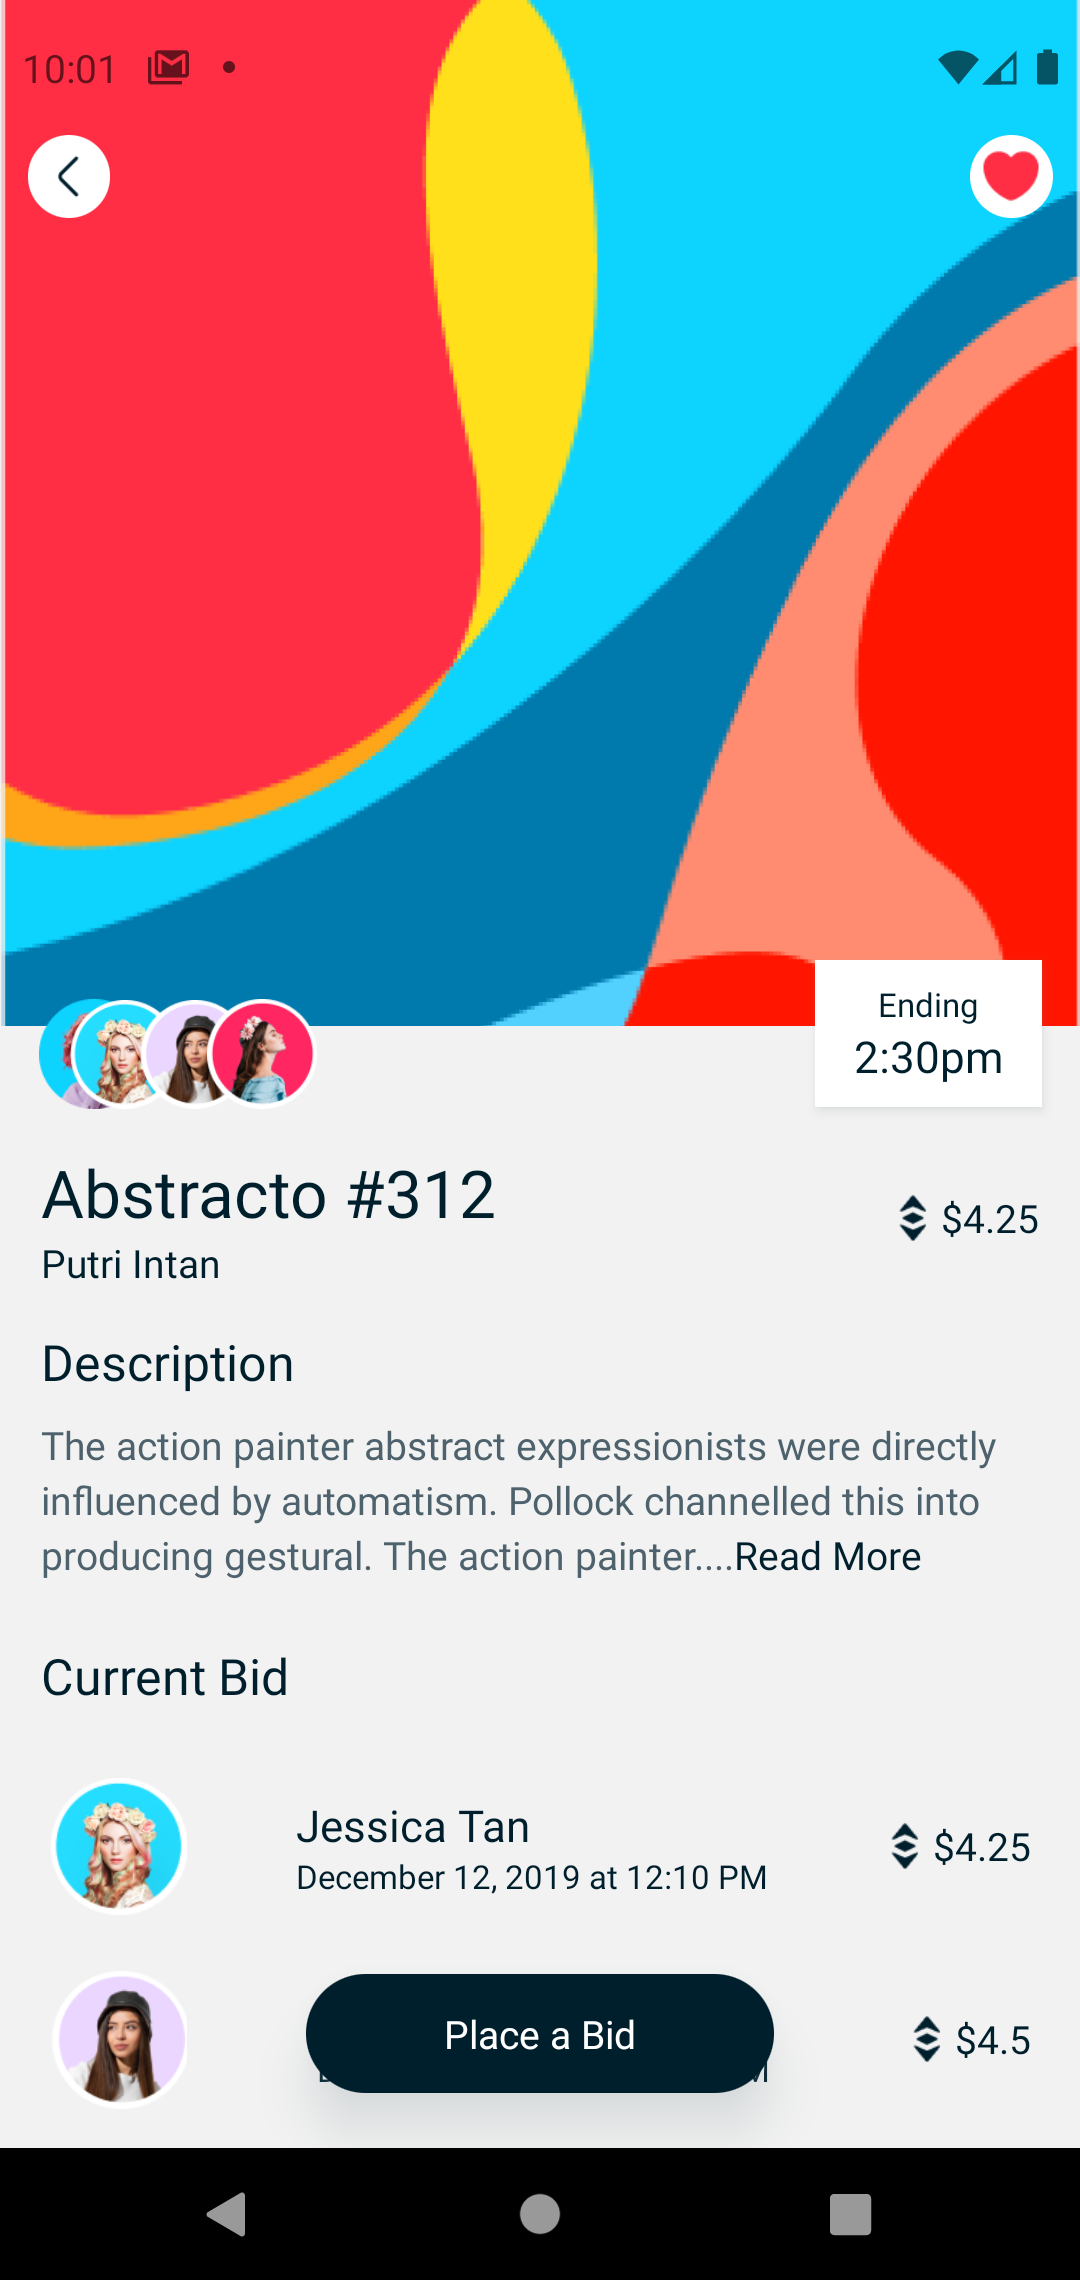 10:01
Ending
2:30pm
Abstracto #312
$4.25
Putri Intan
Description
The action painter abstract expressionists were directly
influenced by automatism. Pollock channelled this into
producing gestural. The action painter....Read More
Current Bid
Jessica Tan
December 12, 2019 at 12:10 PM
$4.25
Place a Bid
$4.5